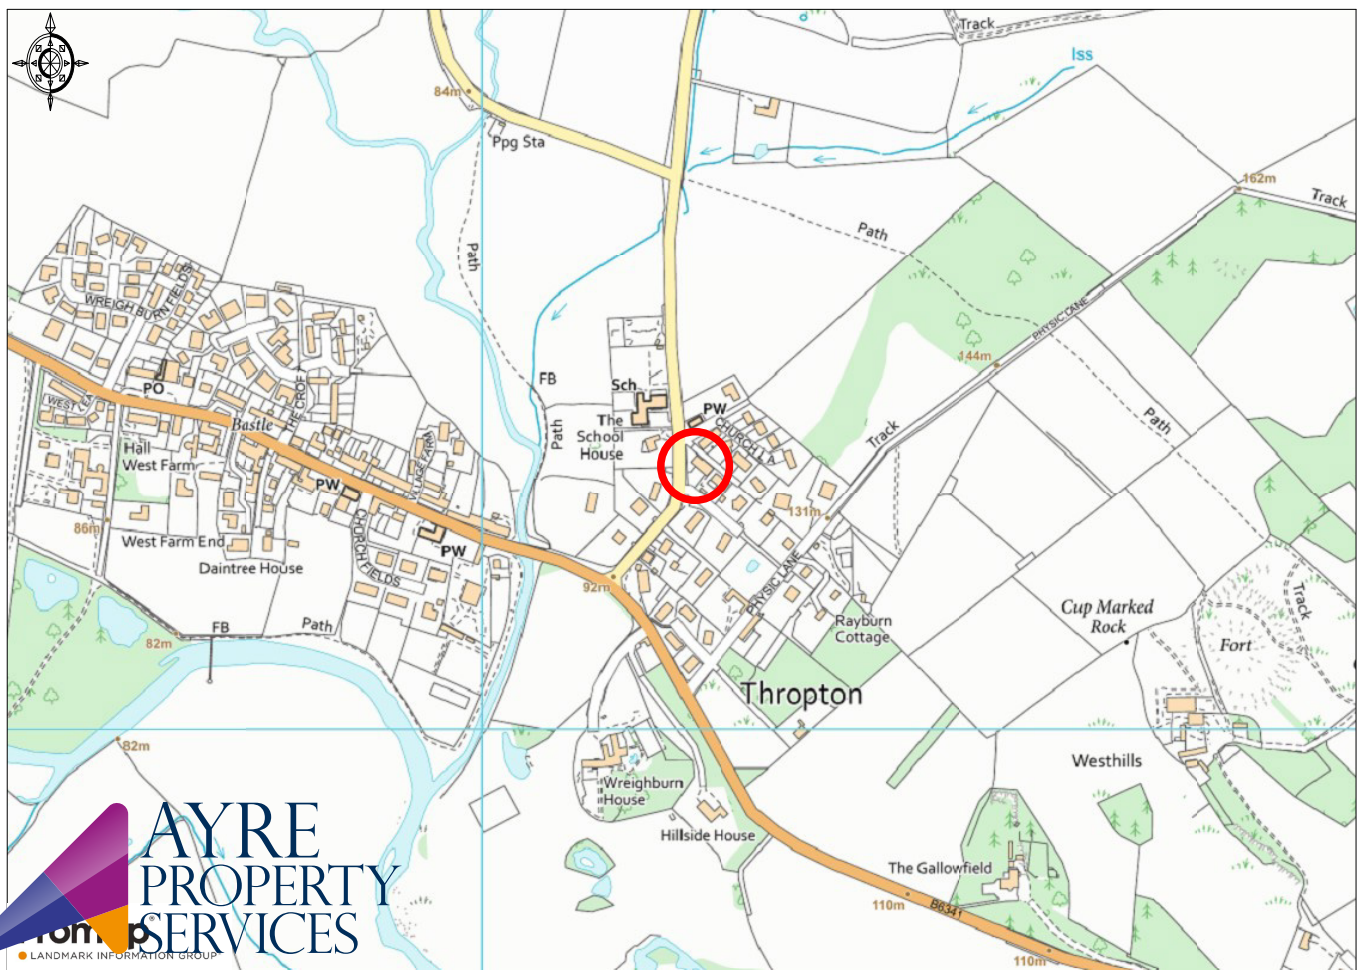 Track
Iss
84m
Ppg Sta
162m
Track
Path
Path
WREIGH BURN FIELDS
PHYSIC LANE
144m
FB
Sch
PO
PW
THE CROFT
The
School
House
CHURCH LA
Path
Path
Bastle
Track
Hall
West Farm
VILLAGE FARM
PW
131m
86m
CHURCH FIELDS
West Farm End
PW
Daintree House
92m
PHYSIC LANE
Track
Cup Marked
Rock
Rayburn
Cottage
FB
Path
82m
Fort
Thropton
82m
Westhills
Wreighburn
House
Hillside House
The Gallowfield
110m
B6341
110m
AYRE
PROPERTY
SERVICES
LANDMARK INFORMATION GROUP